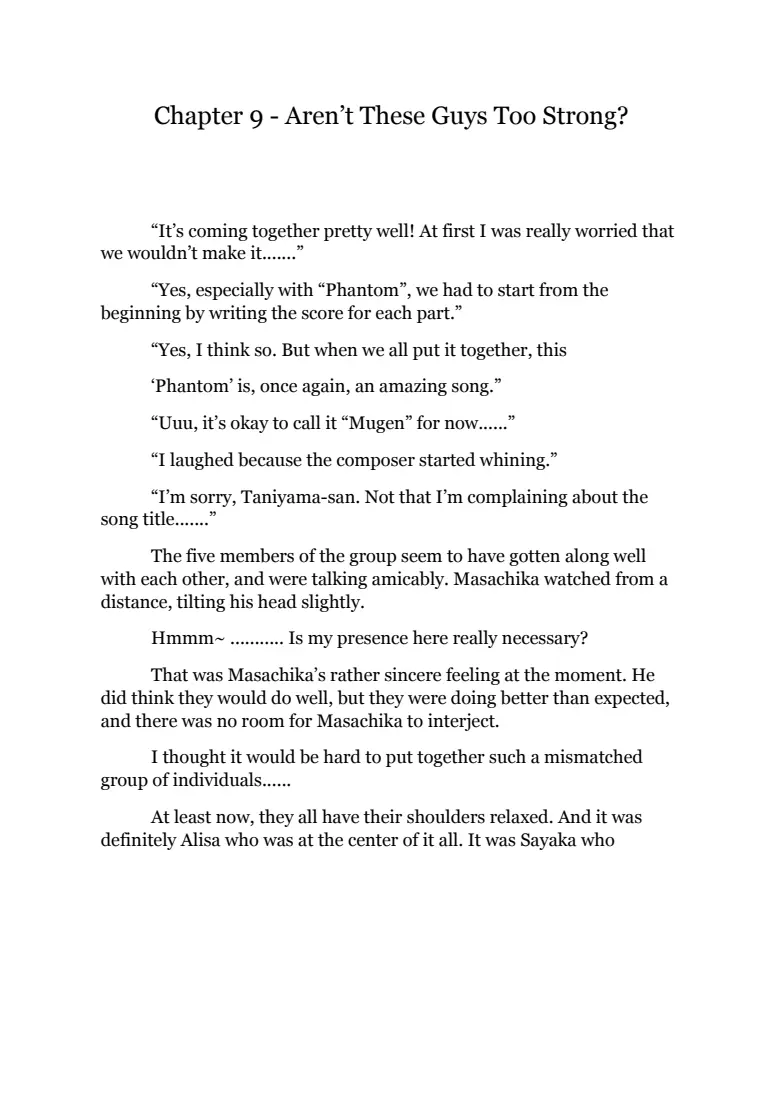 Chapter 9 - Aren’t These Guys Too Strong?
“It’s coming together pretty well! At first I was really worried that
we wouldn’t make it.......”
“Yes, especially with “Phantom”, we had to start from the
beginning by writing the score for each part.”
“Yes, I think so. But when we all put it together, this
‘Phantom’ is, once again, an amazing song.”
“Uuu, it’s okay to call it “Mugen” for now......”
“I laughed because the composer started whining.”
“I’m sorry, Taniyama-san. Not that I’m complaining about the
song title.......”
The five members of the group seem to have gotten along well
with each other, and were talking amicably. Masachika watched from a
distance, tilting his head slightly.
Hmmm~ ........... Is my presence here really necessary?
That was Masachika’s rather sincere feeling at the moment. He
did think they would do well, but they were doing better than expected,
and there was no room for Masachika to interject.
I thought it would be hard to put together such a mismatched
group of individuals......
At least now, they all have their shoulders relaxed. And it was
definitely Alisa who was at the center of it all. It was Sayaka who